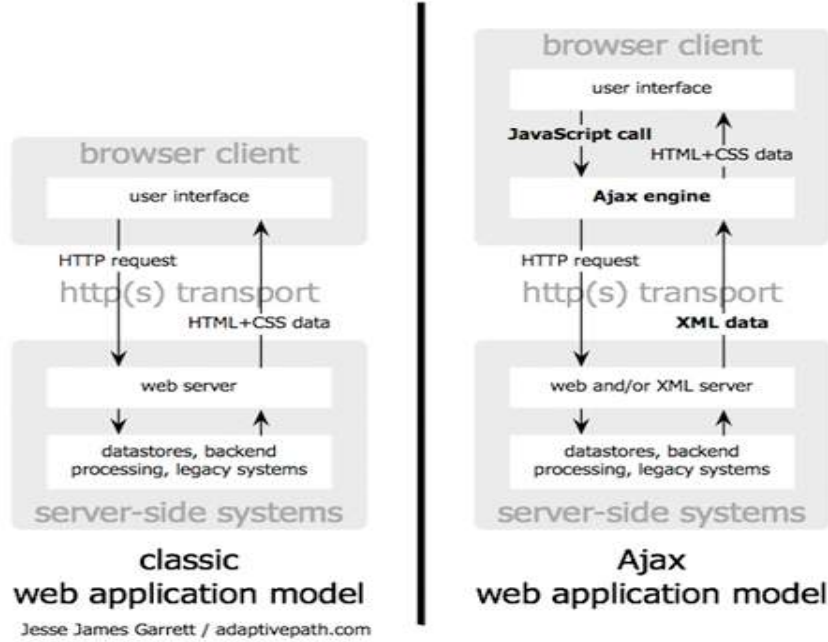 browser client
user interface
HTTP request
http(s) transport
HTML+CSS data
web server
datastores, backend
processing, legacy systems
server-side systems
classic
web application model
Jesse James Garrett / adaptivepath.com
browser client
user interface
JavaScript call
HTML+CSS data
Ajax engine
HTTP request
http(s) transport
XML data
web and/or XML server
datastores, backend
processing, legacy systems
server-side systems
Ajax
web application model